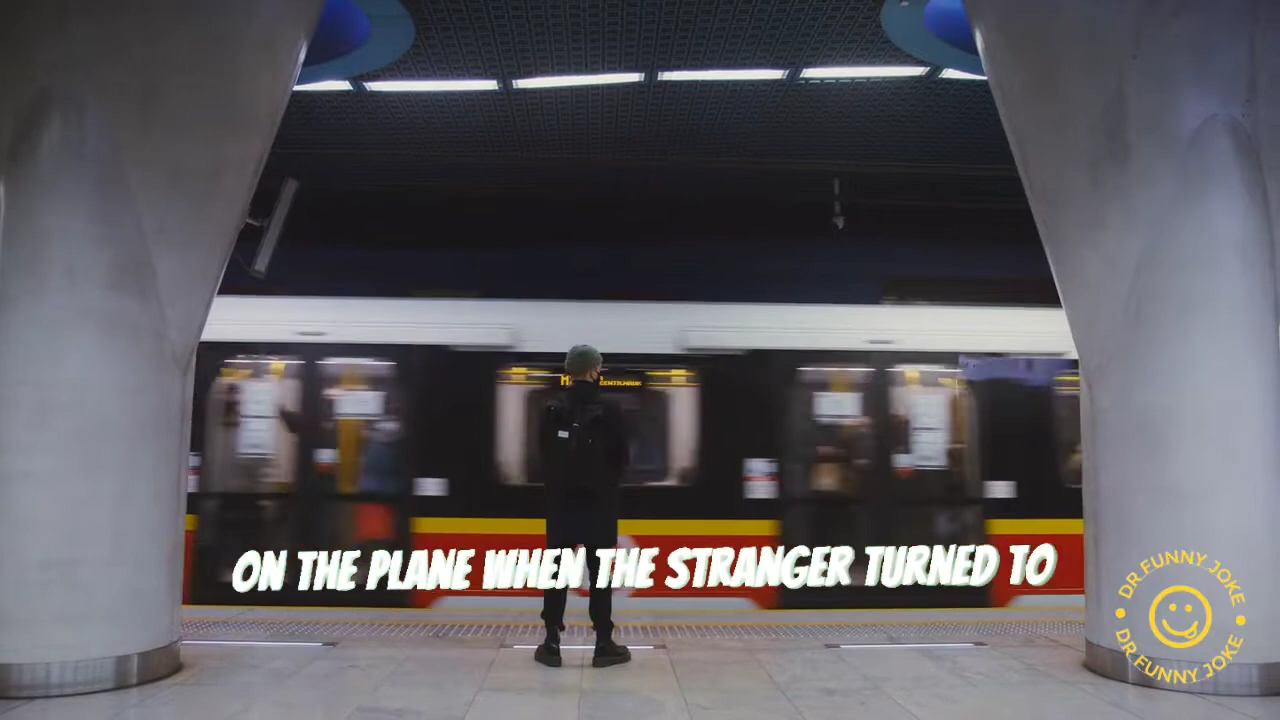 ON THE PLANE WHEN THE STRANGER TURNED TO
DR.FUNNY.JOKE
DR.FUNNY.JOKE